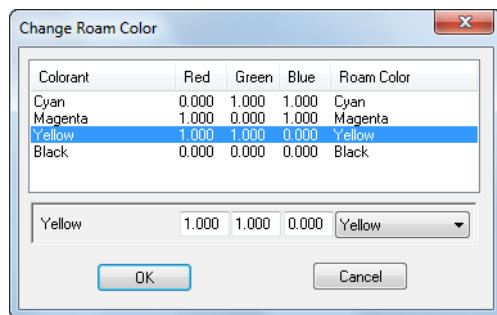 Change Roam Color
Colorant Red Green Blue Roam Color
Cyan 0.000 1.000 1.000 Cyan
Magenta 1.000 0.000 1.000 Magenta
Yellow 1.000 1.000 0.000 Yellow
Black 0.000 0.000 0.000 Black
Yellow 1.000 1.000 0.000 Yellow
OK Cancel